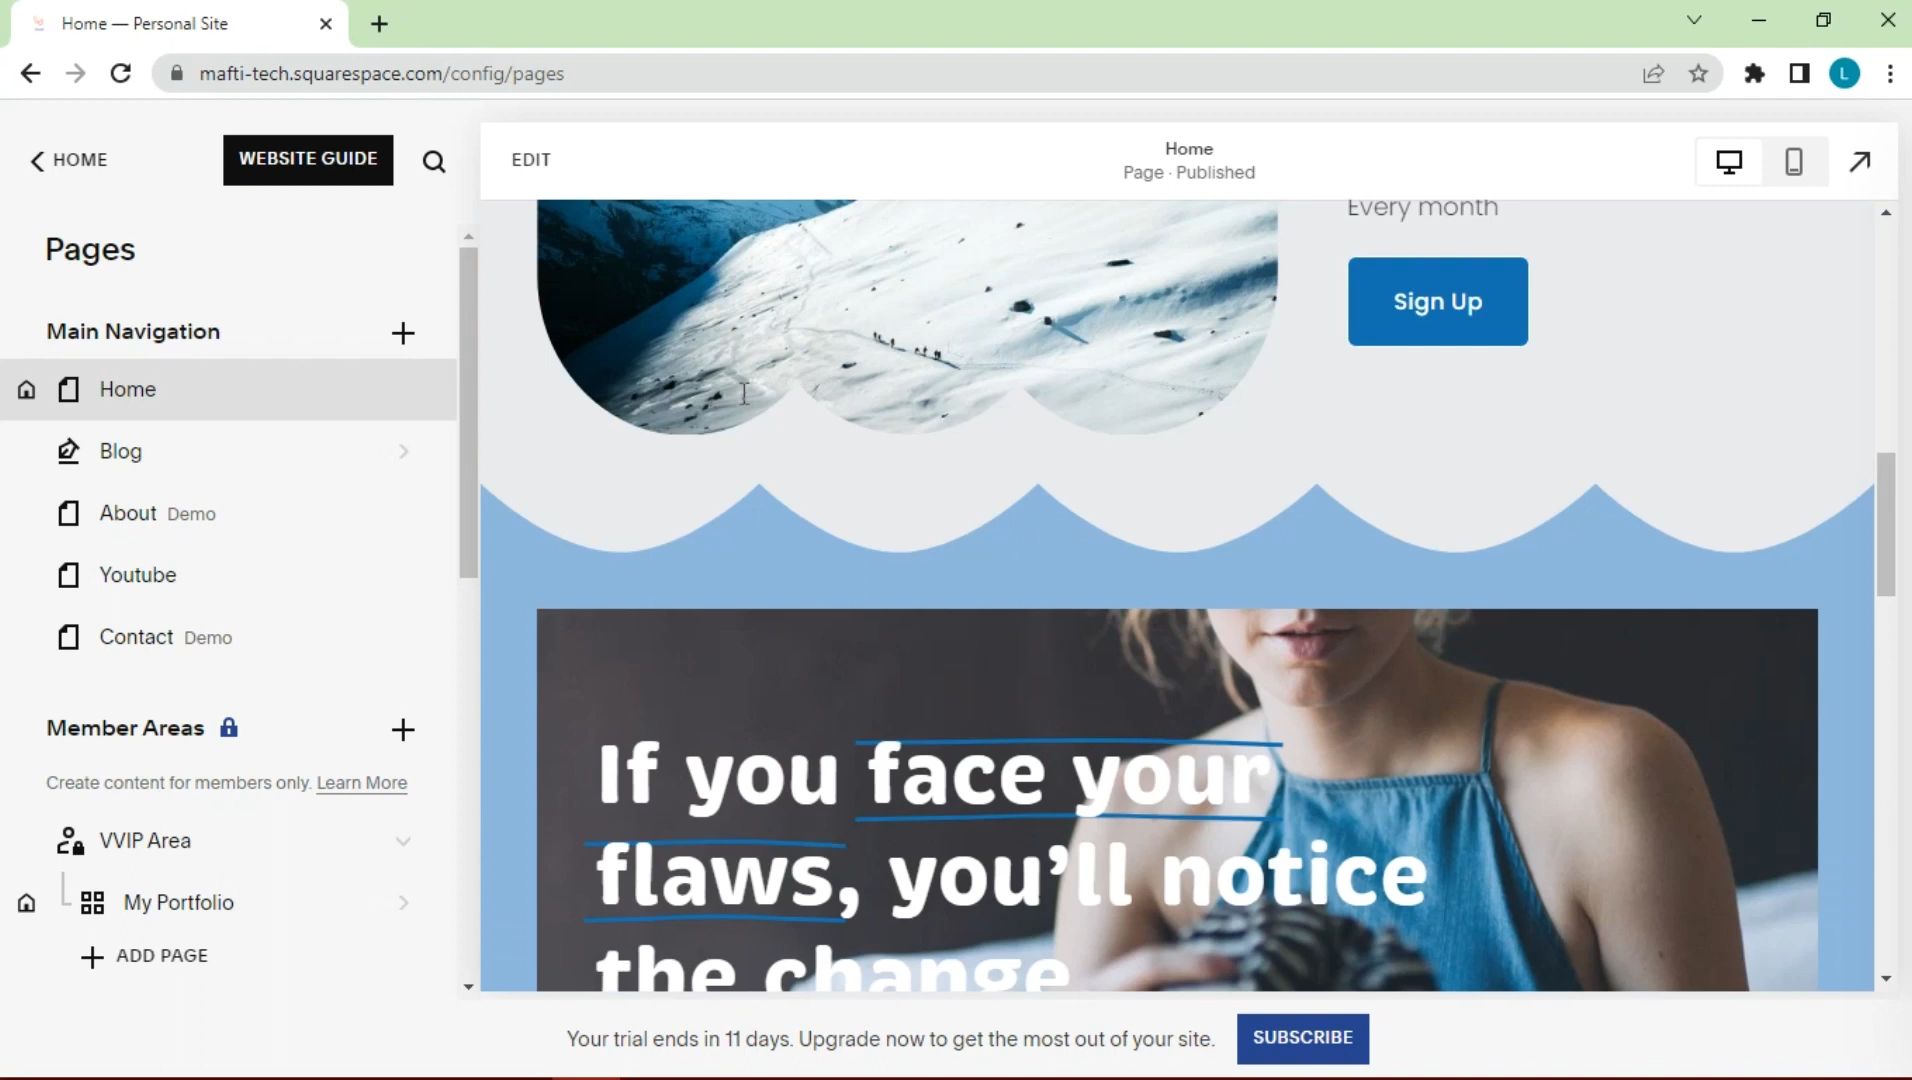 Home — Personal Site
mafti-tech.squarespace.com/config/pages
L
HOME
WEBSITE GUIDE
EDIT
Home
Page · Published
Pages
Main Navigation
Home
Blog
About Demo
Youtube
Contact Demo
Member Areas
Create content for members only. Learn More
VVIP Area
My Portfolio
ADD PAGE
Every month
Sign Up
If you face your
flaws, you'll notice
the change
Your trial ends in 11 days. Upgrade now to get the most out of your site.
SUBSCRIBE